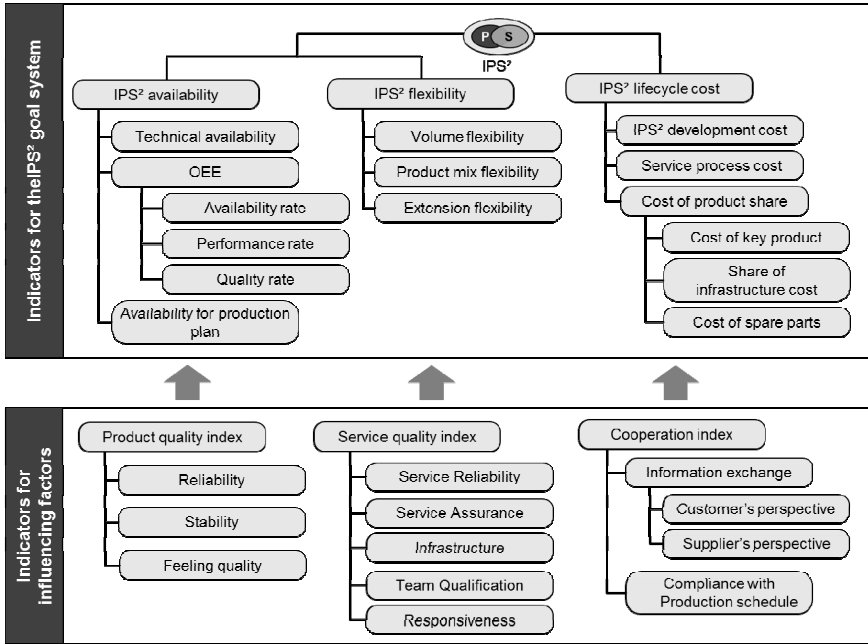 Indicators for theIPS² goal system
P S
IPS²
IPS² availability
Technical availability
OEE
Availability rate
Performance rate
Quality rate
Availability for production
plan
IPS² flexibility
Volume flexibility
Product mix flexibility
Extension flexibility
IPS² lifecycle cost
IPS² development cost
Service process cost
Cost of product share
Cost of key product
Share of
infrastructure cost
Cost of spare parts
Indicators for
influencing factors
Product quality index
Reliability
Stability
Feeling quality
Service quality index
Service Reliability
Service Assurance
Infrastructure
Team Qualification
Responsiveness
Cooperation index
Information exchange
Customer's perspective
Supplier's perspective
Compliance with
Production schedule